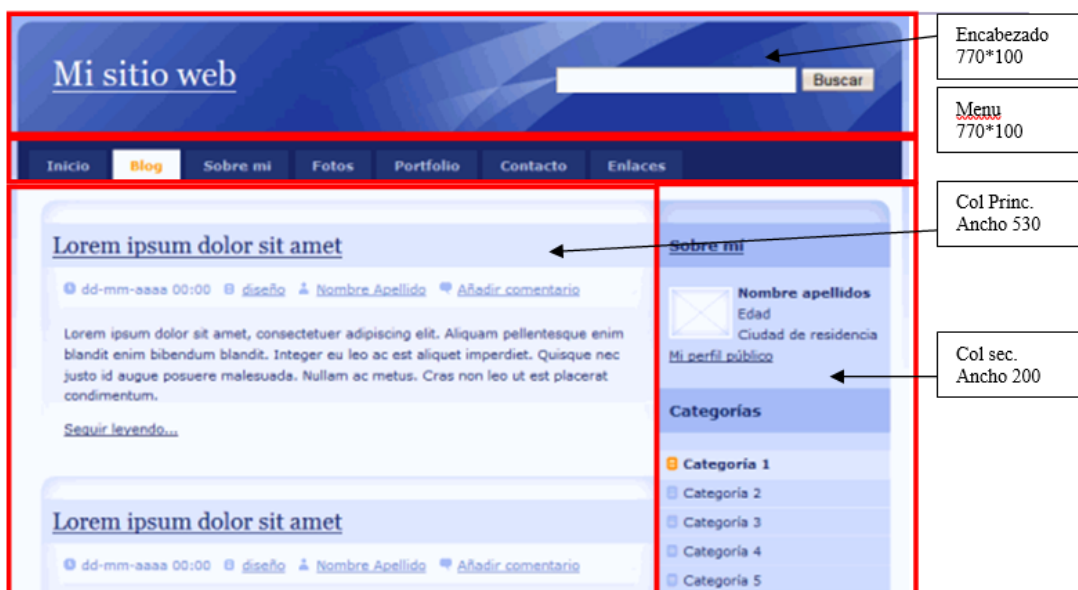 Mi sitio web
Buscar
Encabezado
770*100
Menu
770*100
Inicio Blog Sobre mi Fotos Portfolio Contacto Enlaces
Col Princ.
Ancho 530
Lorem ipsum dolor sit amet
dd-mm-aaaa 00:00 diseño Nombre Apellido Añadir comentario
Lorem ipsum dolor sit amet, consectetuer adipiscing elit. Aliquam pellentesque enim
blandit enim bibendum blandit. Integer eu leo ac est aliquet imperdiet. Quisque nec
justo id augue posuere malesuada. Nullam ac metus. Cras non leo ut est placerat
condimentum.
Seguir leyendo...
Sobre mí
Nombre apellidos
Edad
Ciudad de residencia
Mi perfil público
Col sec.
Ancho 200
Categorías
Categoría 1
Categoría 2
Categoría 3
Categoría 4
Categoría 5
Lorem ipsum dolor sit amet
dd-mm-aaaa 00:00 diseño Nombre Apellido Añadir comentario